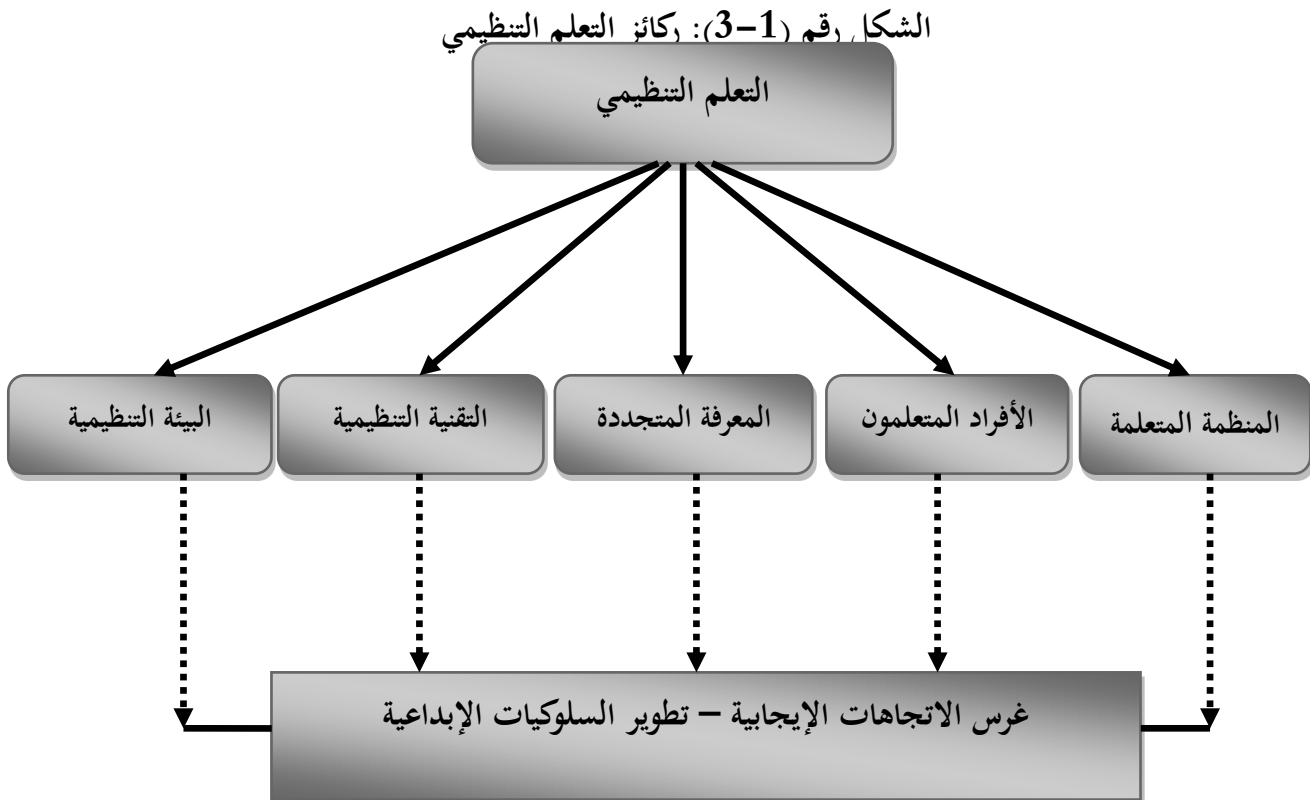 الشكل رقم (1-3): ركائز التعلم التنظيمي
التعلم التنظيمي
المنظمة المتعلمة
الأفراد المتعلمون
المعرفة المتجددة
التقنية التنظيمية
البيئة التنظيمية
غرس الاتجاهات الإيجابية – تطوير السلوكيات الإبداعية